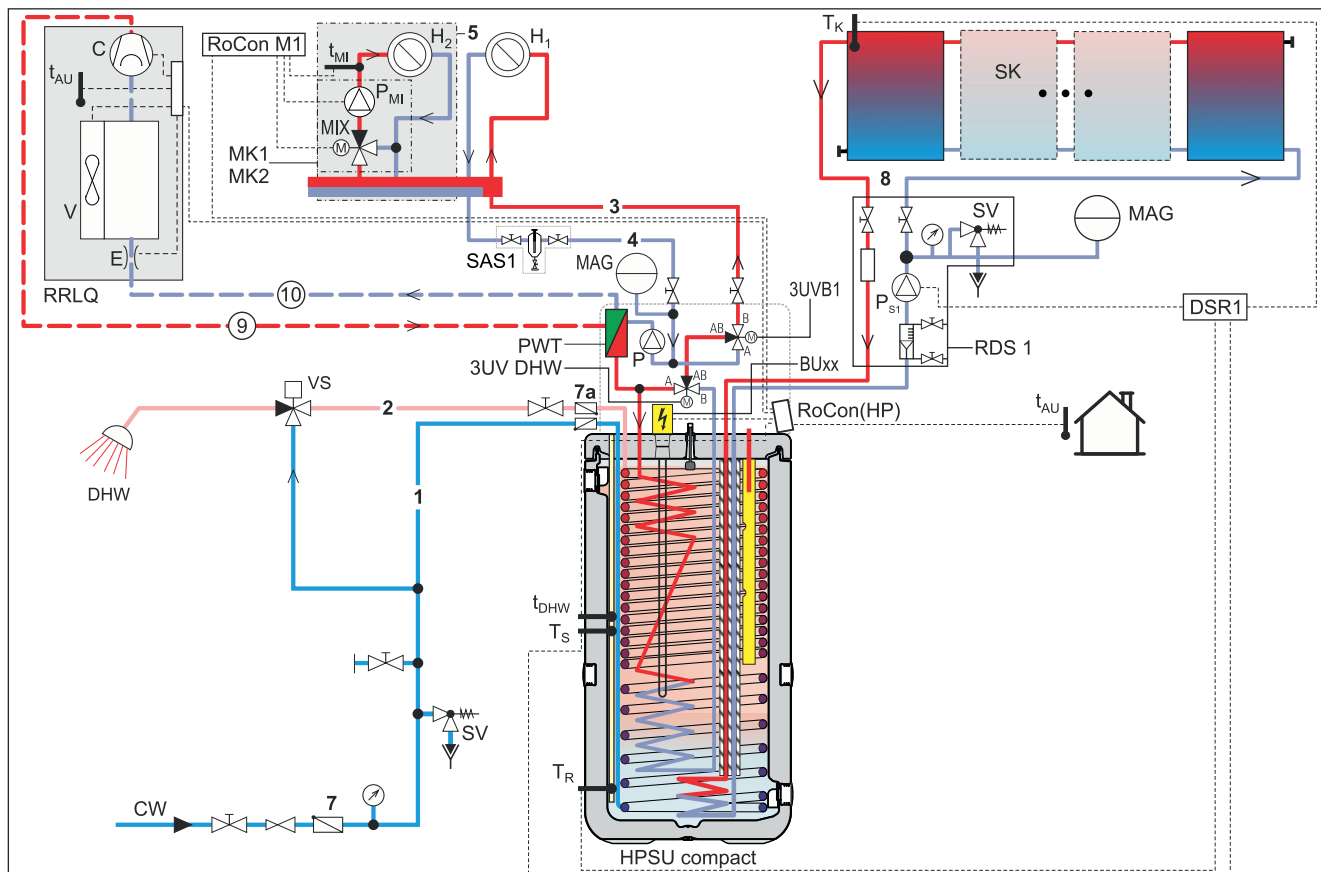 C
RoCon M1
H2
5
H1
TK
tMI
SK
tAU
PMI
MIX
M
MK1
MK2
8
V
3
SV
MAG
E
SAS1
4
MAG
RRLQ
10
3UVB1
PS1
DSR1
B
AB
M
A
9
PWT
P
RDS 1
3UV DHW
A
AB
B
M
BUxx
VS
7a
2
RoCon(HP)
tAU
DHW
1
tDHW
TS
SV
TR
CW
7
HPSU compact